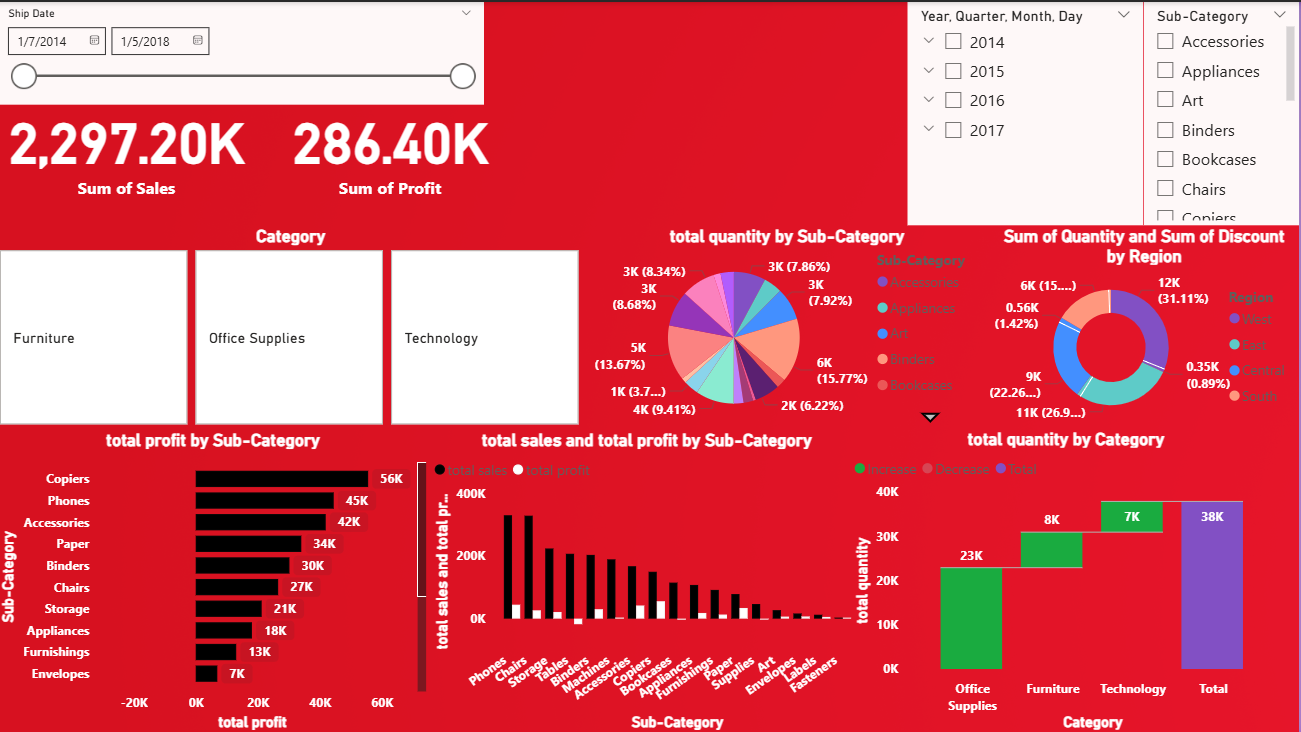 Ship Date
1/7/2014
1/5/2018
Year, Quarter, Month, Day
2014
2015
2016
2017
Sub-Category
Accessories
Appliances
Art
Binders
Bookcases
Chairs
Copiers
2,297.20K
Sum of Sales
286.40K
Sum of Profit
Category
Furniture
Office Supplies
Technology
total quantity by Sub-Category
3K (7.86%)
3K
(7.92%)
6K
(15.77%)
2K (6.22%)
4K (9.41%)
1K (3.7...)
5K
(13.67%)
3K
(8.68%)
3K (8.34%)
Sub-Category
Accessories
Appliances
Art
Binders
Bookcases
Sum of Quantity and Sum of Discount
by Region
12K
(31.11%)
0.35K
(0.89%)
11K (26.9...)
9K
(22.26...)
0.56K
(1.42%)
6K (15....)
Region
West
East
Central
South
total profit by Sub-Category
Sub-Category
Copiers
56K
Phones
45K
Accessories
42K
Paper
34K
Binders
30K
Chairs
27K
Storage
21K
Appliances
18K
Furnishings
13K
Envelopes
7K
-20K
0K
20K
40K
60K
total profit
total sales and total profit by Sub-Category
total sales
total profit
total sales and total pr...
400K
200K
0K
Phones
Chairs
Storage
Tables
Binders
Machines
Accessories
Copiers
Bookcases
Appliances
Furnishings
Paper
Supplies
Art
Envelopes
Labels
Fasteners
Sub-Category
total quantity by Category
Increase
Decrease
Total
total quantity
40K
30K
20K
10K
0K
23K
8K
7K
38K
Office
Supplies
Furniture
Technology
Total
Category